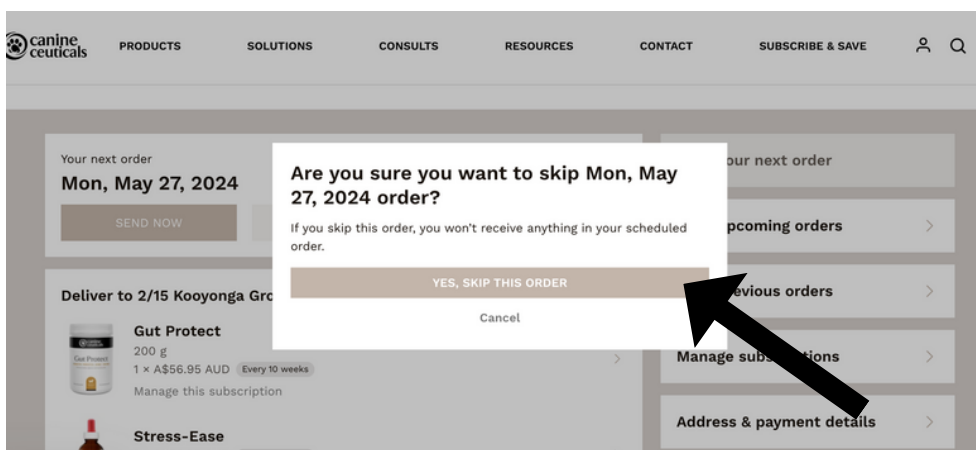 canine
ceuticals
PRODUCTS
SOLUTIONS
CONSULTS
RESOURCES
CONTACT
SUBSCRIBE & SAVE
Your next order
Mon, May 27, 2024
SEND NOW
our next order
Are you sure you want to skip Mon, May
27, 2024 order?
If you skip this order, you won't receive anything in your scheduled
order.
YES, SKIP THIS ORDER
Cancel
pcoming orders
evious orders
Manage subs tions
Address & payment details
Deliver to 2/15 Kooyonga Gro
Gut Protect
200 g
1 × A$56.95 AUD Every 10 weeks
Manage this subscription
Stress-Ease